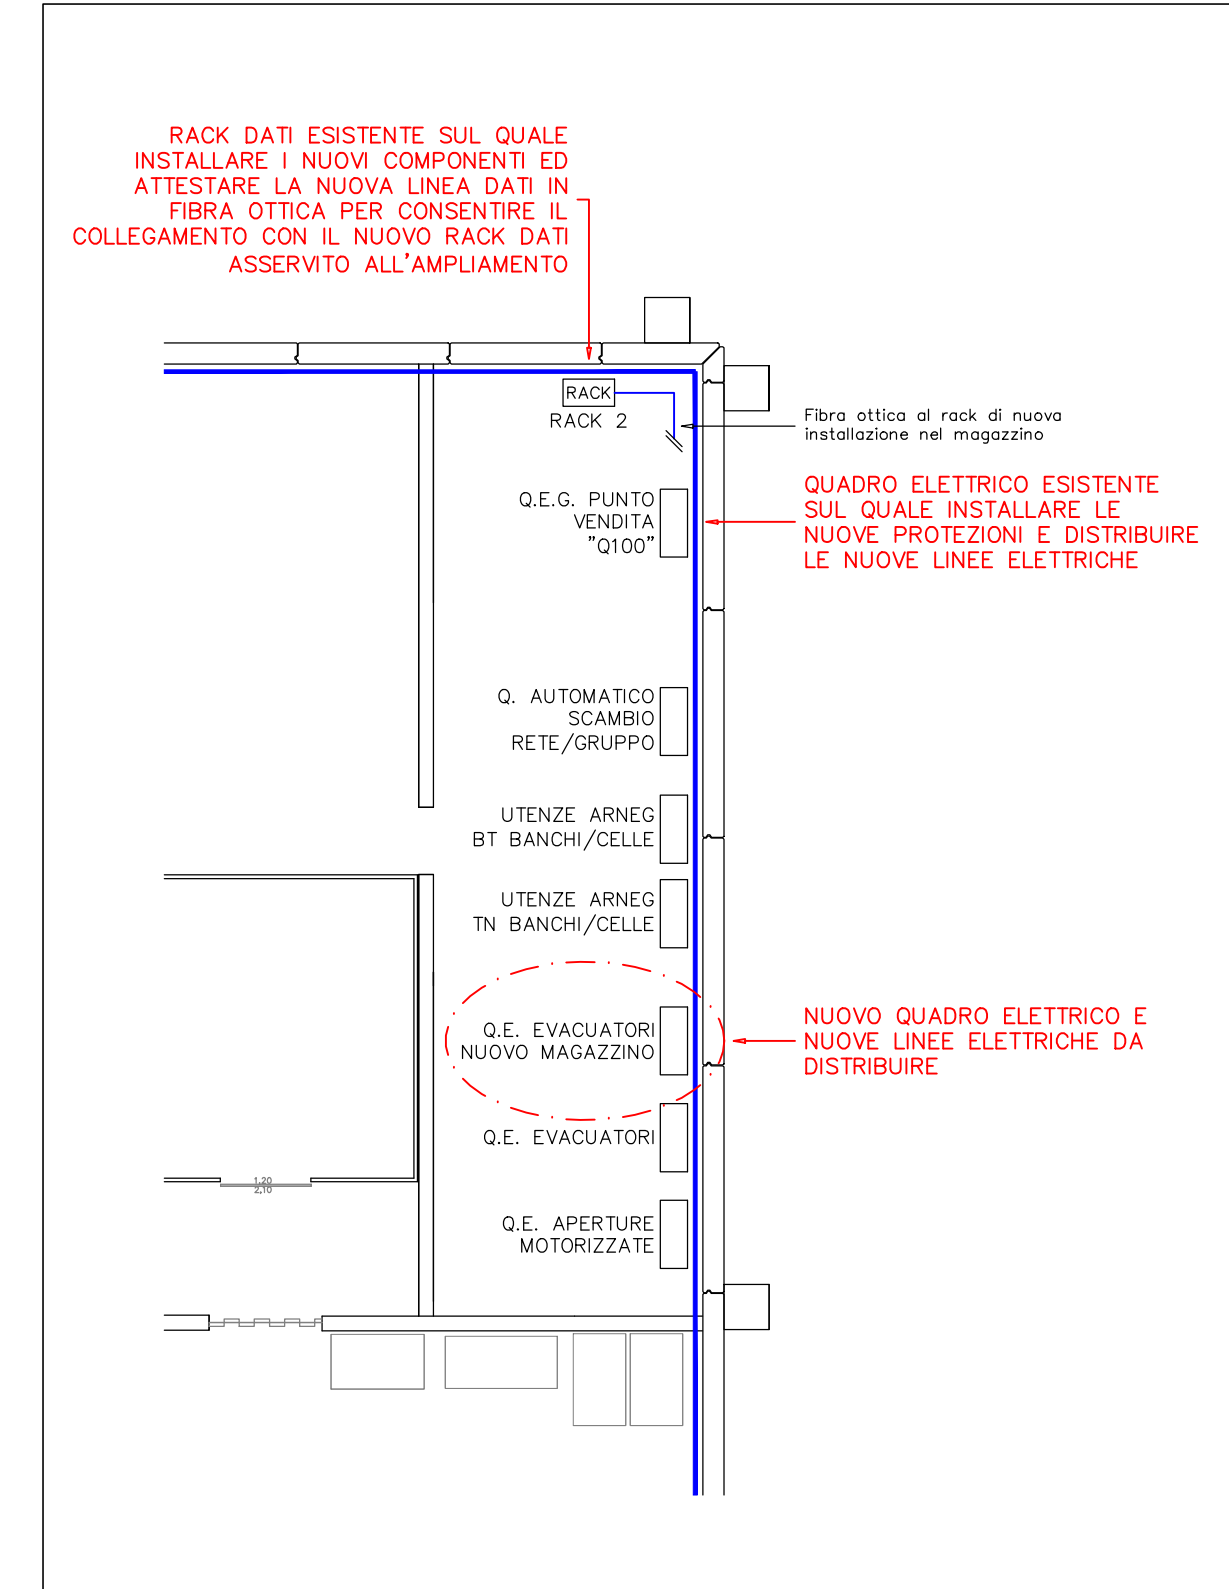 RACK DATI ESISTENTE SUL QUALE
INSTALLARE I NUOVI COMPONENTI ED
ATTESTARE LA NUOVA LINEA DATI IN
FIBRA OTTICA PER CONSENTIRE IL
COLLEGAMENTO CON IL NUOVO RACK DATI
ASSERVITO ALL'AMPLIAMENTO
RACK
RACK 2
Fibra ottica al rack di nuova
installazione nel magazzino
QUADRO ELETTRICO ESISTENTE
SUL QUALE INSTALLARE LE
NUOVE PROTEZIONI E DISTRIBUIRE
LE NUOVE LINEE ELETTRICHE
Q.E.G. PUNTO
VENDITA
"Q100"
Q. AUTOMATICO
SCAMBIO
RETE/GRUPPO
UTENZE ARNEG
BT BANCHI/CELLE
UTENZE ARNEG
TN BANCHI/CELLE
Q.E. EVACUATORI
NUOVO MAGAZZINO
NUOVO QUADRO ELETTRICO E
NUOVE LINEE ELETTRICHE DA
DISTRIBUIRE
Q.E. EVACUATORI
1,20
2,10
Q.E. APERTURE
MOTORIZZATE